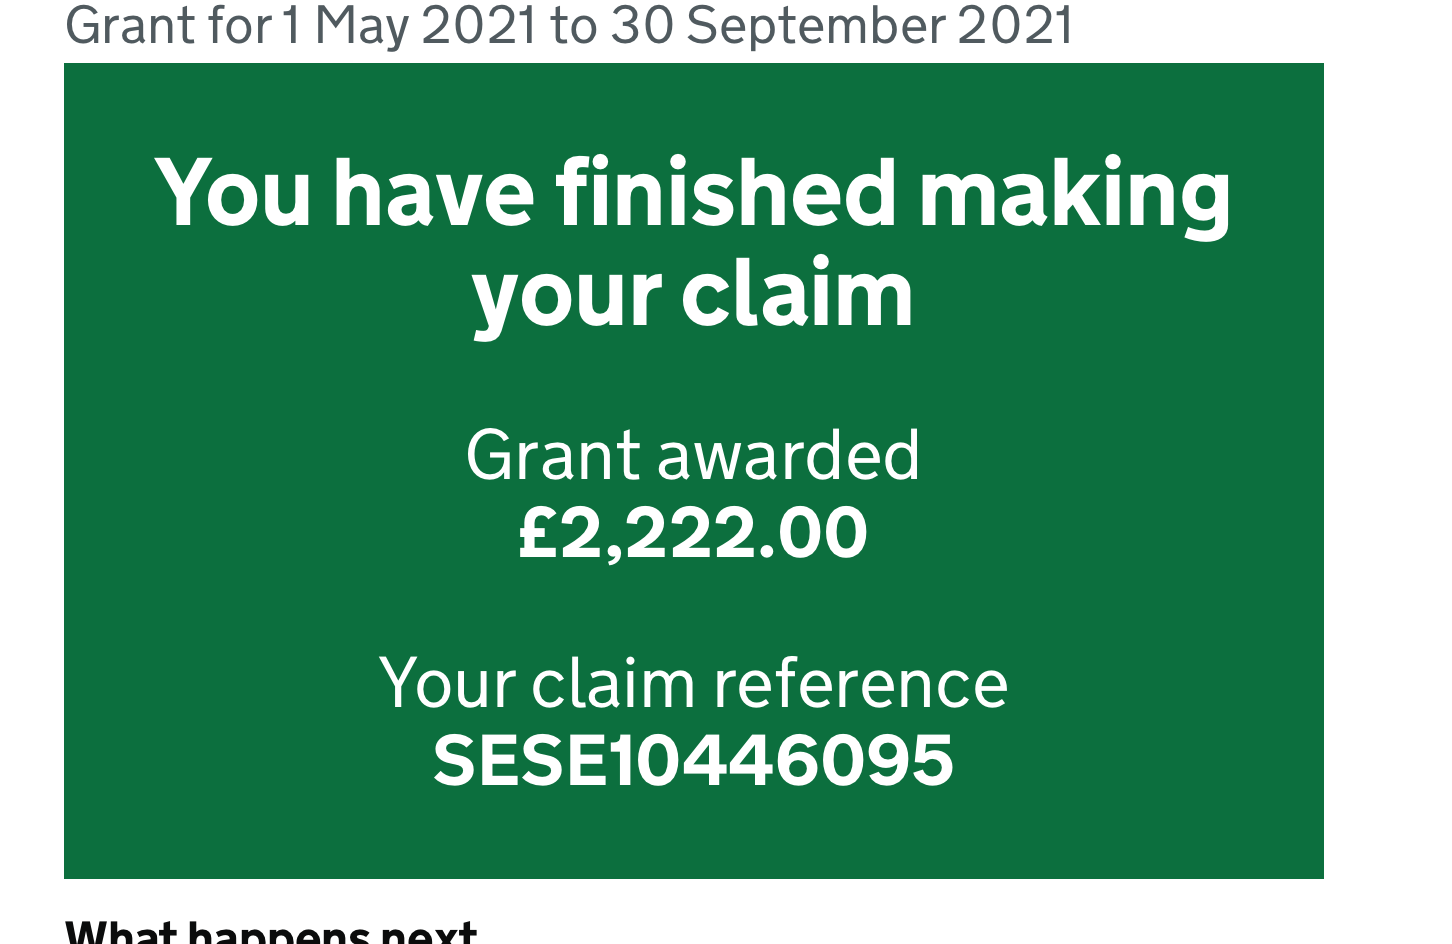 Grant for 1 May 2021 to 30 September 2021
You have finished making
your claim
Grant awarded
£2,222.00
Your claim reference
SESE10446095
What happens next